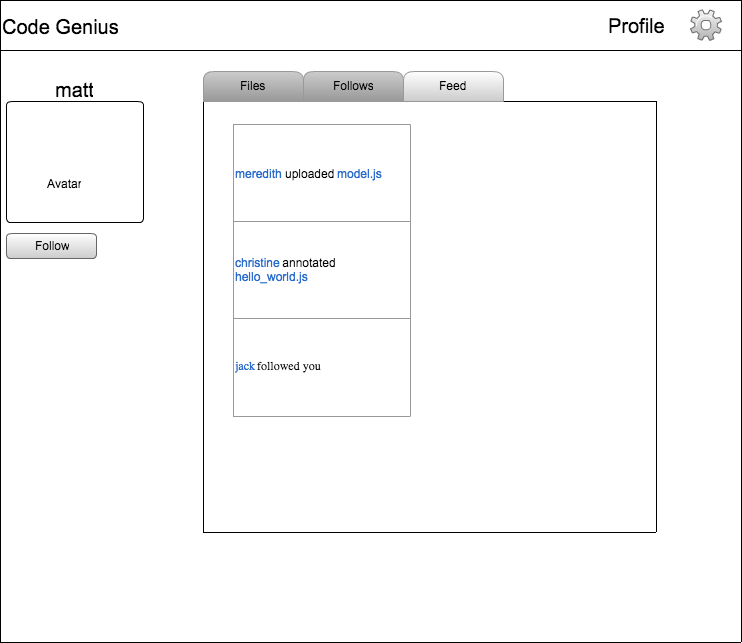 Code Genius
Profile
matt
Avatar
Follow
Files
Follows
Feed
meredith uploaded model.js
christine annotated
hello_world.js
jack followed you